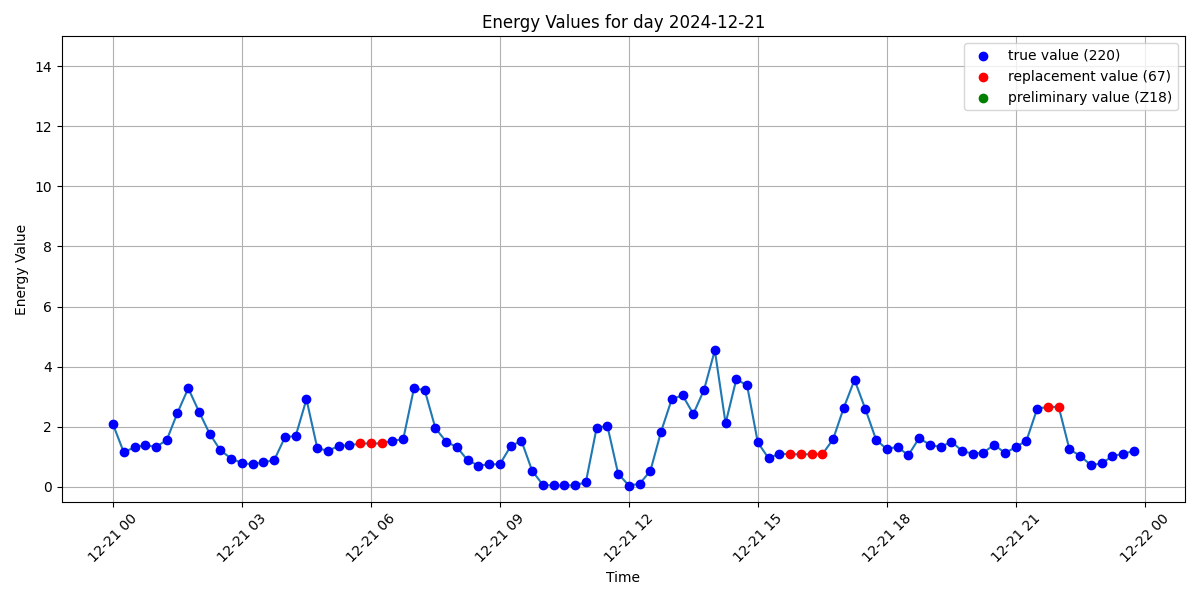 Energy Values for day 2024-12-21
true value (220)
replacement value (67)
preliminary value (Z18)
14
12
10
8
6
4
2
0
Energy Value
12-21 00
12-21 03
12-21 06
12-21 09
12-21 12
12-21 15
12-21 18
12-21 21
12-22 00
Time